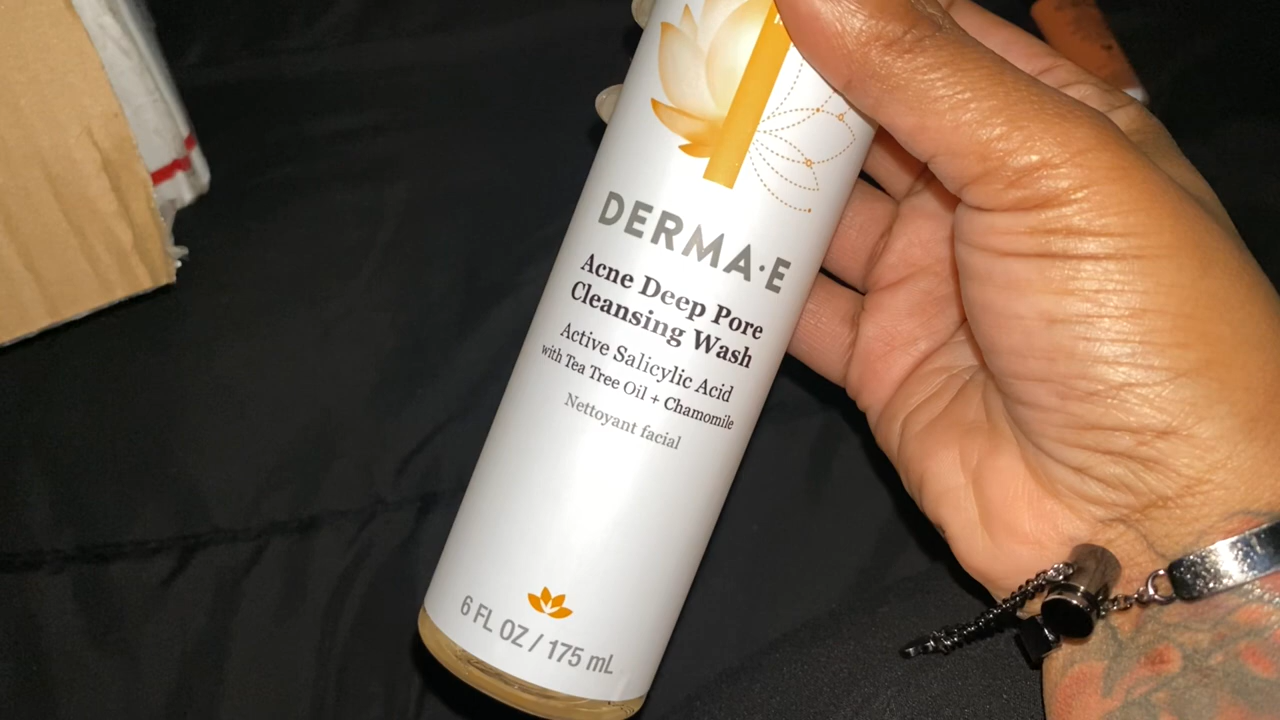 DERMA·E
Acne Deep Pore
Cleansing Wash
Active Salicylic Acid
with Tea Tree Oil + Chamomile
Nettoyant facial
6 FL OZ / 175 mL